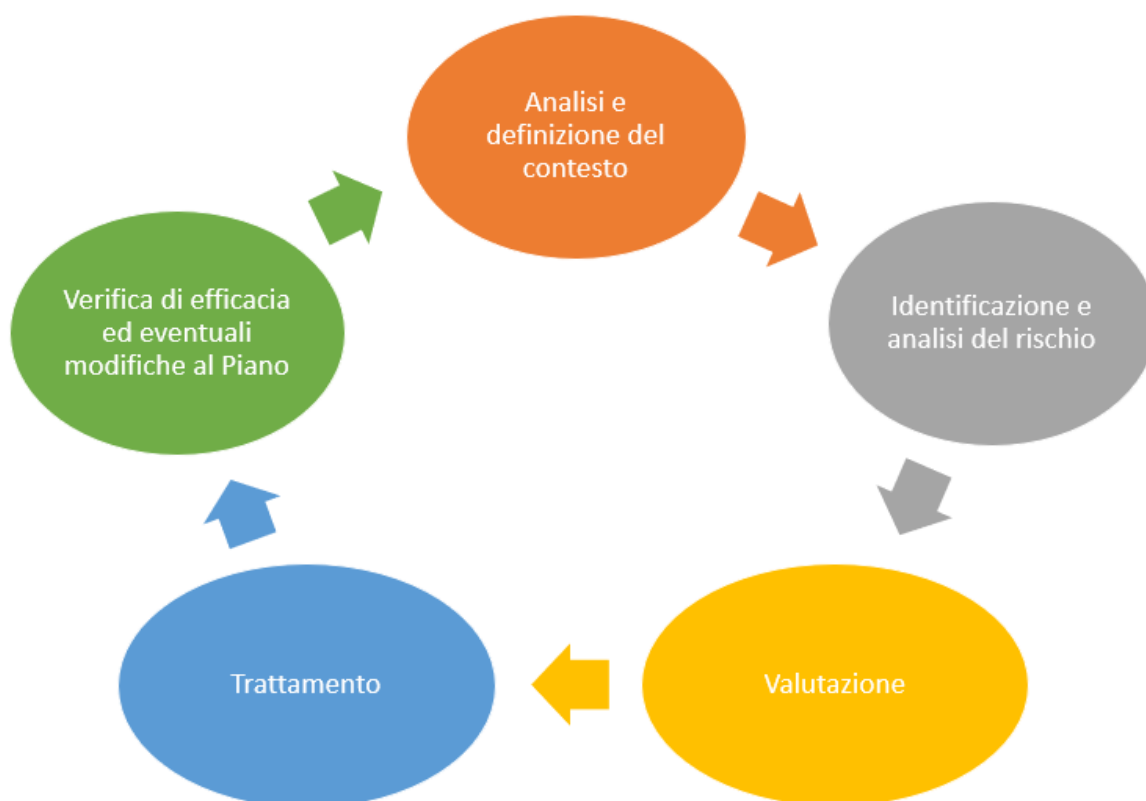 Analisi e
definizione del
contesto
Identificazione e
analisi del rischio
Valutazione
Trattamento
Verifica di efficacia
ed eventuali
modifiche al Piano